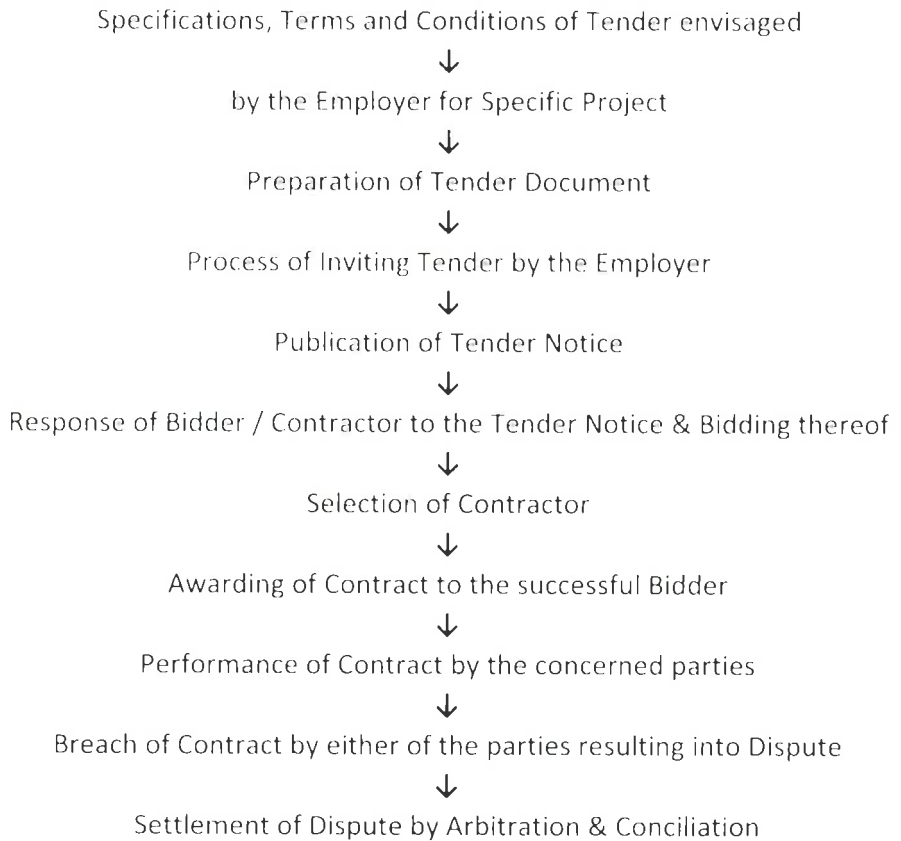 Specifications, Terms and Conditions of Tender envisaged
↓
by the Employer for Specific Project
↓
Preparation of Tender Document
↓
Process of Inviting Tender by the Employer
↓
Publication of Tender Notice
↓
Response of Bidder / Contractor to the Tender Notice & Bidding thereof
↓
Selection of Contractor
↓
Awarding of Contract to the successful Bidder
↓
Performance of Contract by the concerned parties
↓
Breach of Contract by either of the parties resulting into Dispute
↓
Settlement of Dispute by Arbitration & Conciliation